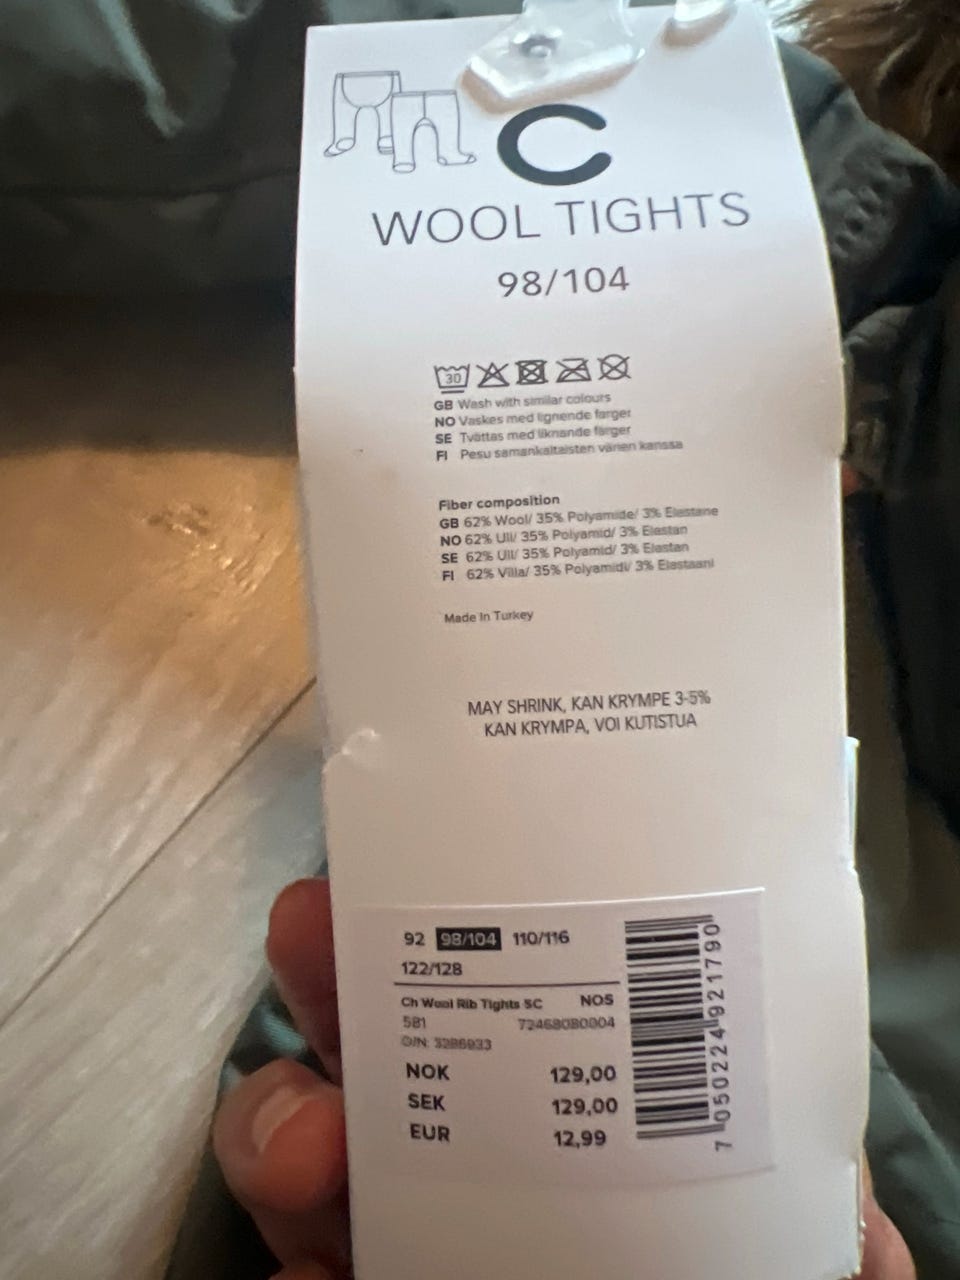 C
WOOL TIGHTS
98/104
30
GB Wash with similar colours
NO Vaskes med lignende farger
SE Tvättas med liknande färger
FI Pesu samankaltaisten värien kanssa
Fiber composition
GB 62% Wool/ 35% Polyamide/ 3% Elastane
NO 62% Ull/ 35% Polyamid/ 3% Elastan
SE 62% Ull/ 35% Polyamid/ 3% Elastan
FI 62% Villa/ 35% Polyamidi/ 3% Elastaani
Made in Turkey
MAY SHRINK, KAN KRYMPE 3-5%
KAN KRYMPA, VOI KUTISTUA
92 98/104 110/116
122/128
Ch Wool Rib Tights SC NOS
581 72468080004
O/N: 3286933
NOK 129,00
SEK 129,00
EUR 12,99
7 050224 921790